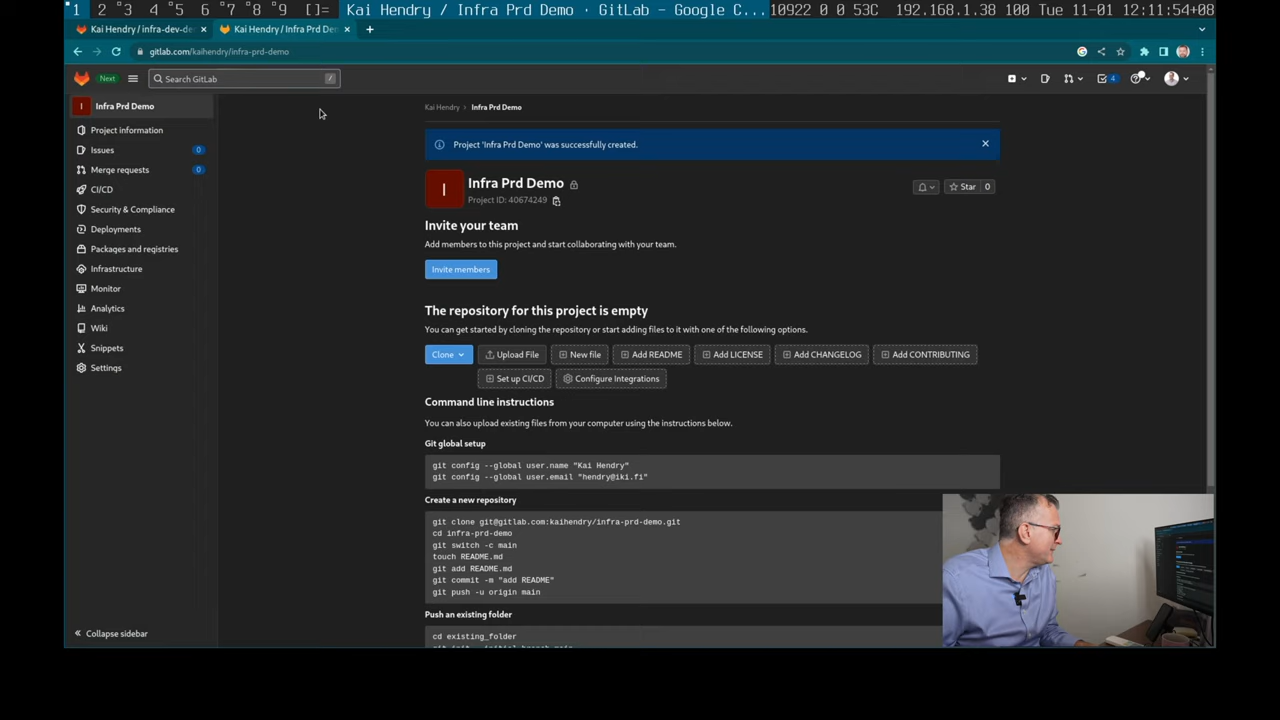 1 2 °3 4 °5 °6 °7 °8 °9 []= Kai Hendry / Infra Prd Demo · GitLab – Google C... 10922 0 0 53C 192.168.1.38 100 Tue 11-01 12:11:54+08
Kai Hendry / infra-dev-de
Kai Hendry / Infra Prd Den
gitlab.com/kaihendry/infra-prd-demo
Next
Search GitLab /
4
I Infra Prd Demo
Project information
Issues 0
Merge requests 0
CI/CD
Security & Compliance
Deployments
Packages and registries
Infrastructure
Monitor
Analytics
Wiki
Snippets
Settings
Collapse sidebar
Kai Hendry › Infra Prd Demo
Project 'Infra Prd Demo' was successfully created.
I
Infra Prd Demo
Project ID: 40674249
Star 0
Invite your team
Add members to this project and start collaborating with your team.
Invite members
The repository for this project is empty
You can get started by cloning the repository or start adding files to it with one of the following options.
Clone Upload File New file Add README Add LICENSE Add CHANGELOG Add CONTRIBUTING
Set up CI/CD Configure Integrations
Command line instructions
You can also upload existing files from your computer using the instructions below.
Git global setup
git config --global user.name "Kai Hendry"
git config --global user.email "hendry@iki.fi"
Create a new repository
git clone git@gitlab.com:kaihendry/infra-prd-demo.git
cd infra-prd-demo
git switch -c main
touch README.md
git add README.md
git commit -m "add README"
git push -u origin main
Push an existing folder
cd existing_folder